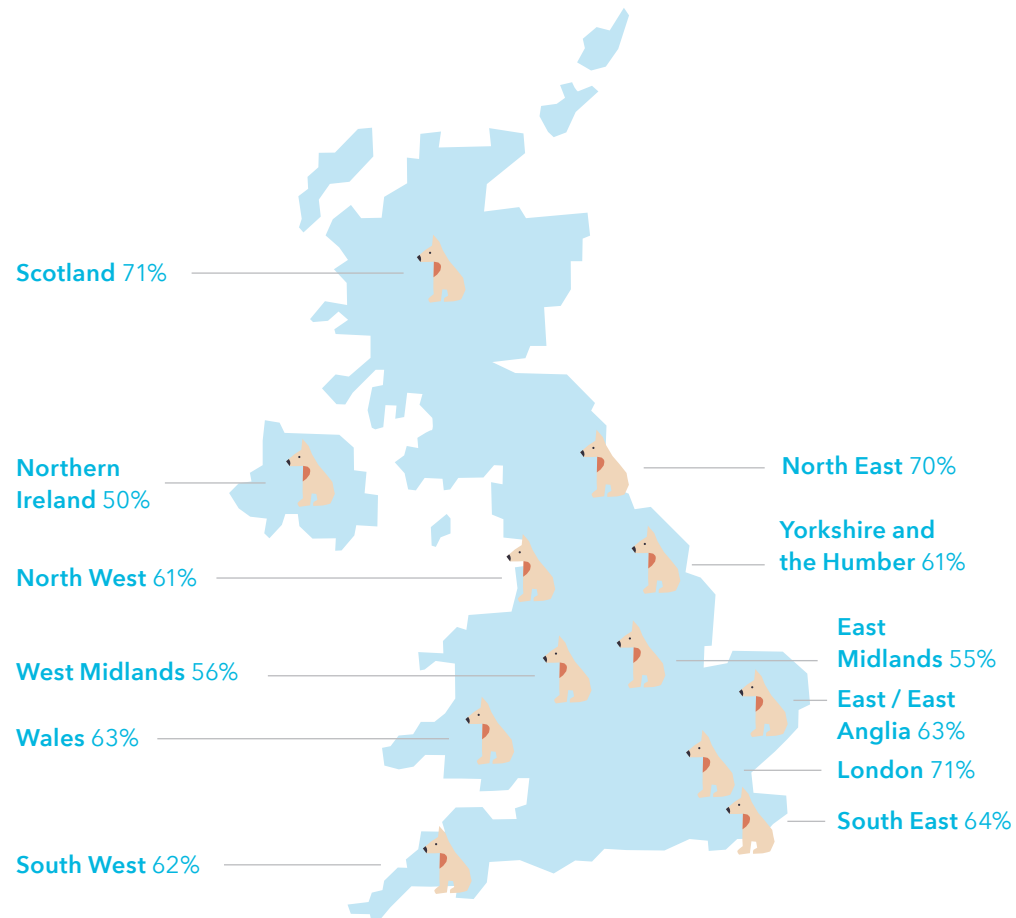 Scotland 71%
Northern
Ireland 50%
North West 61%
West Midlands 56%
Wales 63%
South West 62%
North East 70%
Yorkshire and
the Humber 61%
East
Midlands 55%
East / East
Anglia 63%
London 71%
South East 64%